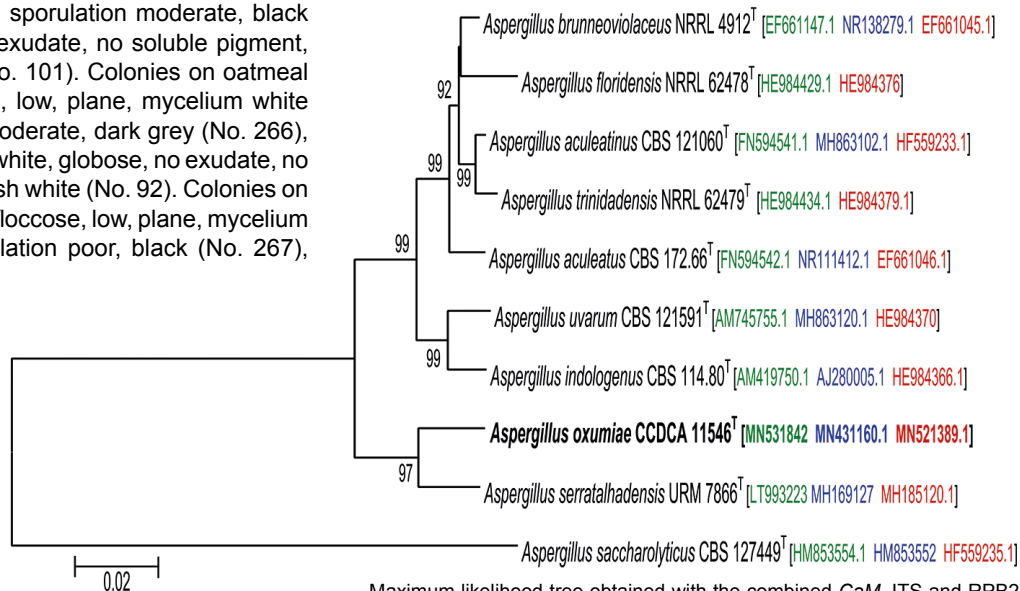 sporulation moderate, black
exudate, no soluble pigment,
o. 101). Colonies on oatmeal
, low, plane, mycelium white
oderate, dark grey (No. 266),
white, globose, no exudate, no
sh white (No. 92). Colonies on
floccose, low, plane, mycelium
lation poor, black (No. 267),
Aspergillus brunneoviolaceus NRRL 4912T [EF661147.1 NR138279.1 EF661045.1]
92
Aspergillus floridensis NRRL 62478T [HE984429.1 HE984376]
Aspergillus aculeatinus CBS 121060T [FN594541.1 MH863102.1 HF559233.1]
99
99
Aspergillus trinidadensis NRRL 62479T [HE984434.1 HE984379.1]
99
Aspergillus aculeatus CBS 172.66T [FN594542.1 NR111412.1 EF661046.1]
Aspergillus uvarum CBS 121591T [AM745755.1 MH863120.1 HE984370]
99
Aspergillus indologenus CBS 114.80T [AM419750.1 AJ280005.1 HE984366.1]
Aspergillus oxumiae CCDCA 11546T [MN531842 MN431160.1 MN521389.1]
97
Aspergillus serratalhadensis URM 7866T [LT993223 MH169127 MH185120.1]
Aspergillus saccharolyticus CBS 127449T [HM853554.1 HM853552 HF559235.1]
0.02
Maximum likelihood tree obtained with the combined CaM, ITS and RPB2